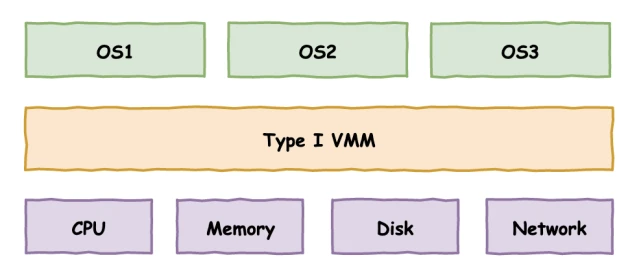 OS1 OS2 OS3
Type I VMM
CPU Memory Disk Network